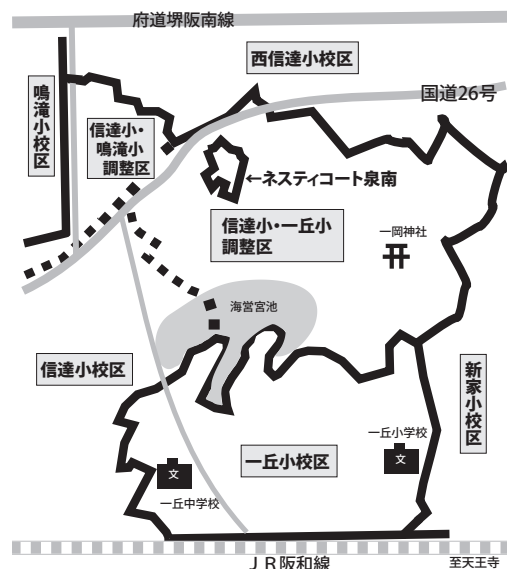 府道堺阪南線
西信達小校区
鳴滝小校区
国道26号
信達小・
鳴滝小
調整区
←ネスティコート泉南
信達小・一丘小
調整区
一岡神社
海営宮池
信達小校区
新家小校区
一丘小学校
文
一丘小校区
文
一丘中学校
ＪＲ阪和線
至天王寺